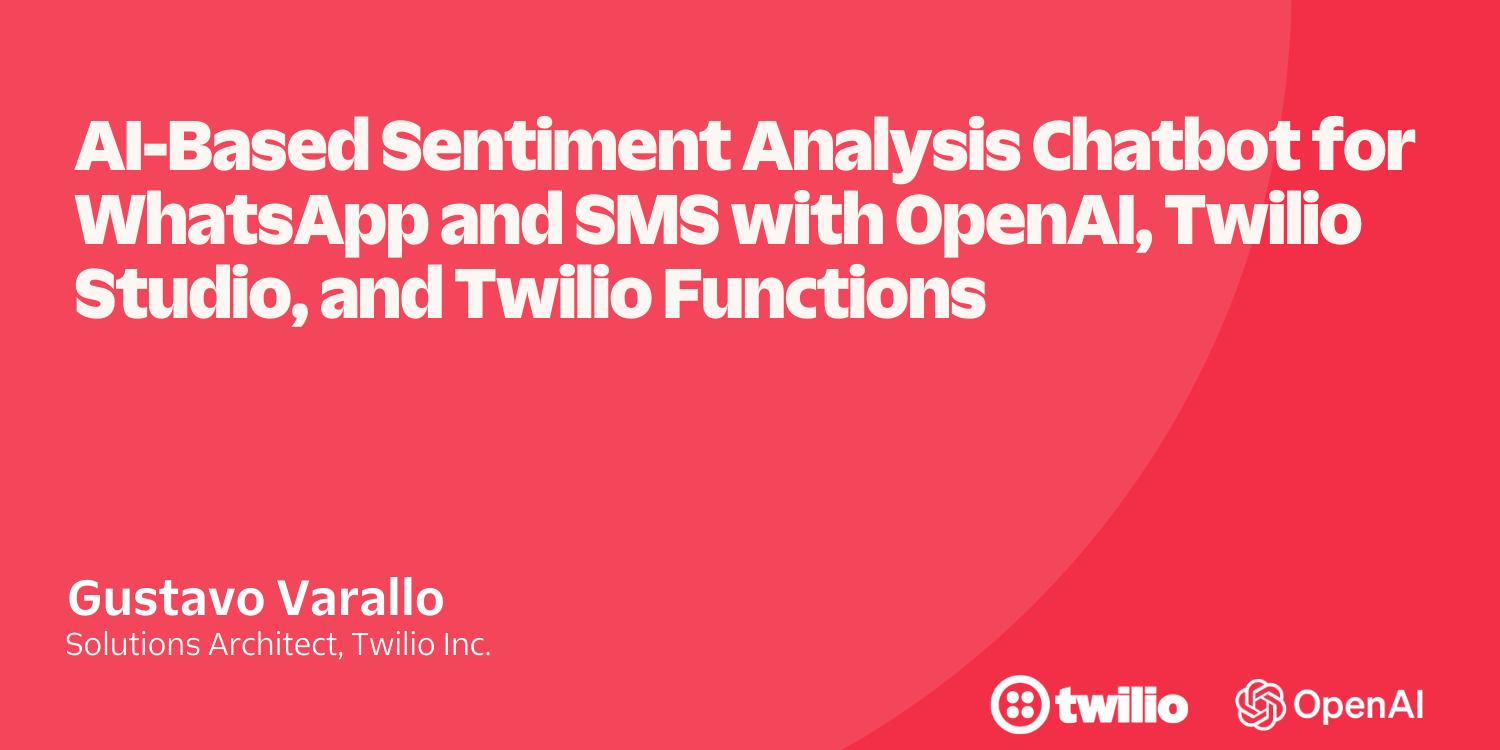 AI-Based Sentiment Analysis Chatbot for
WhatsApp and SMS with OpenAI, Twilio
Studio, and Twilio Functions
Gustavo Varallo
Solutions Architect, Twilio Inc.
twilio
OpenAI